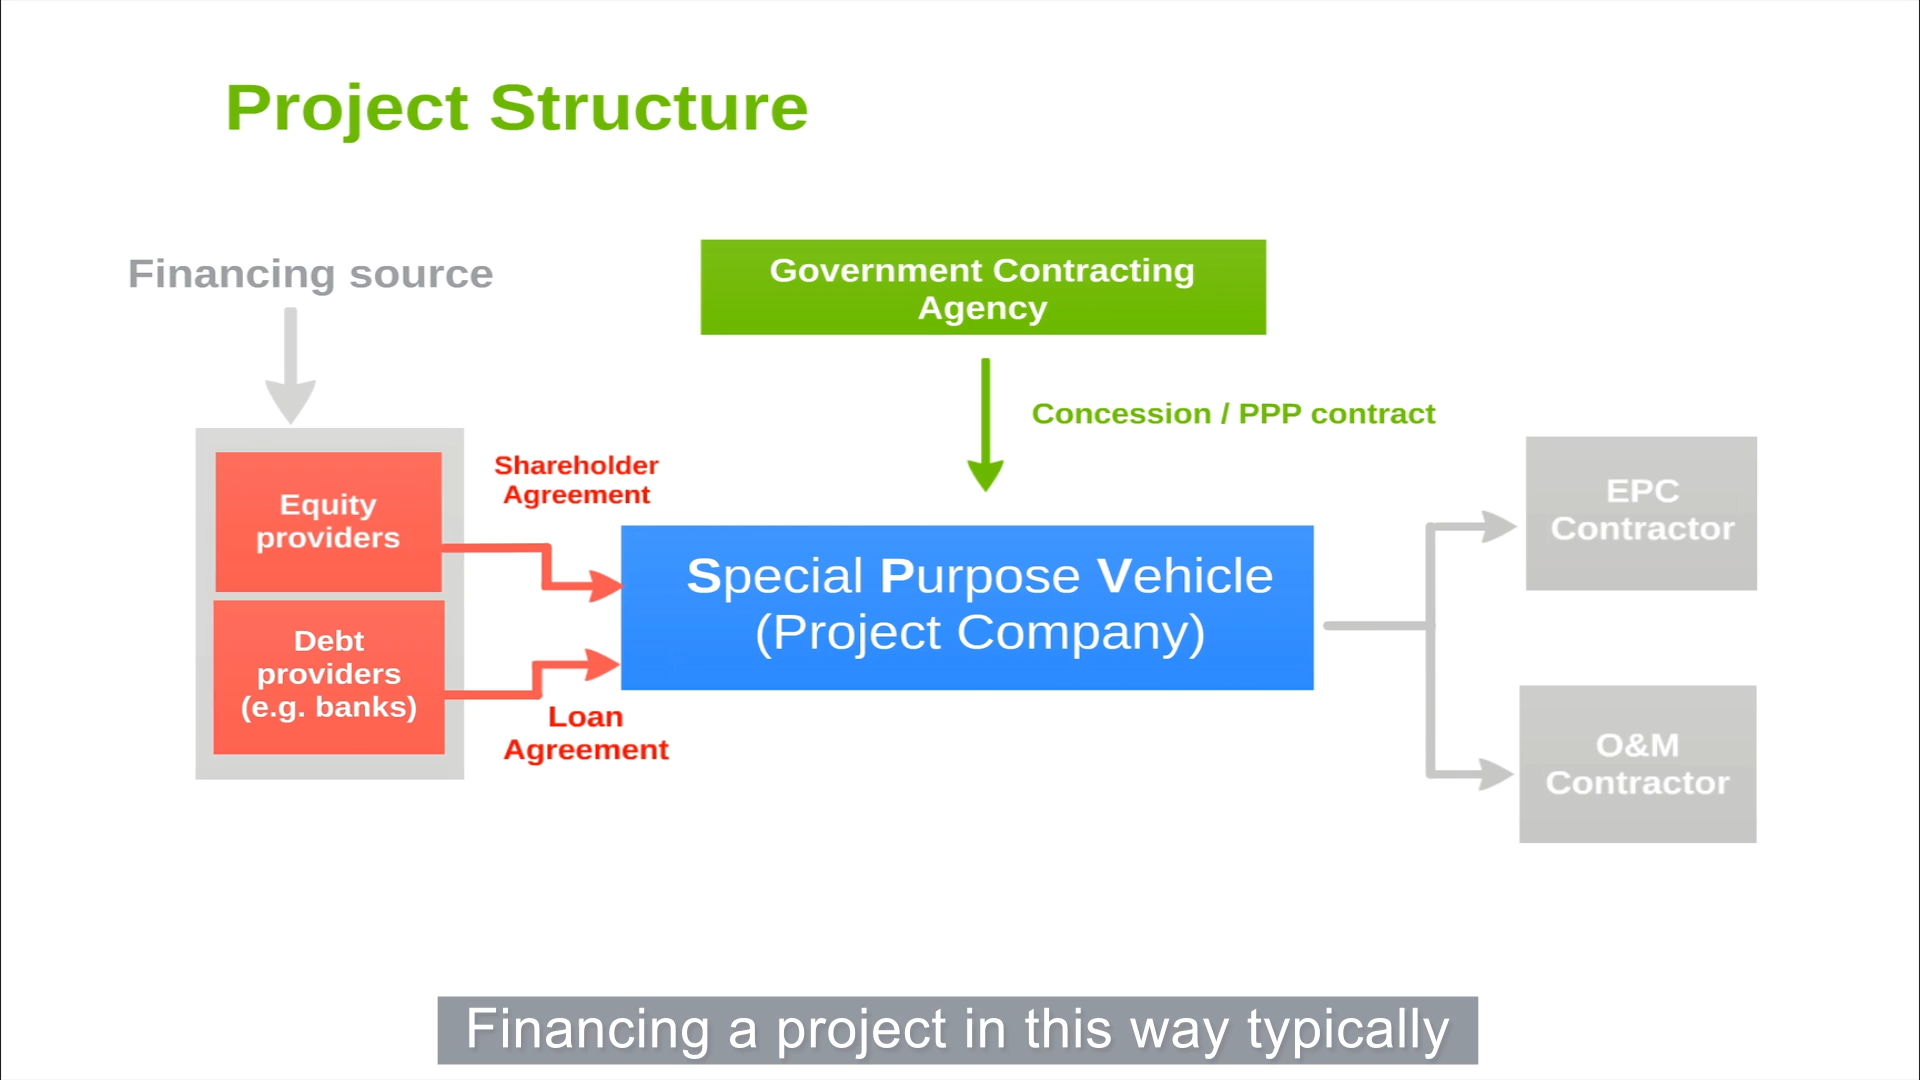 Project Structure
Financing source
Government Contracting
Agency
Concession / PPP contract
Equity
providers
Shareholder
Agreement
Special Purpose Vehicle
(Project Company)
EPC
Contractor
Debt
providers
(e.g. banks)
Loan
Agreement
O&M
Contractor
Financing a project in this way typically